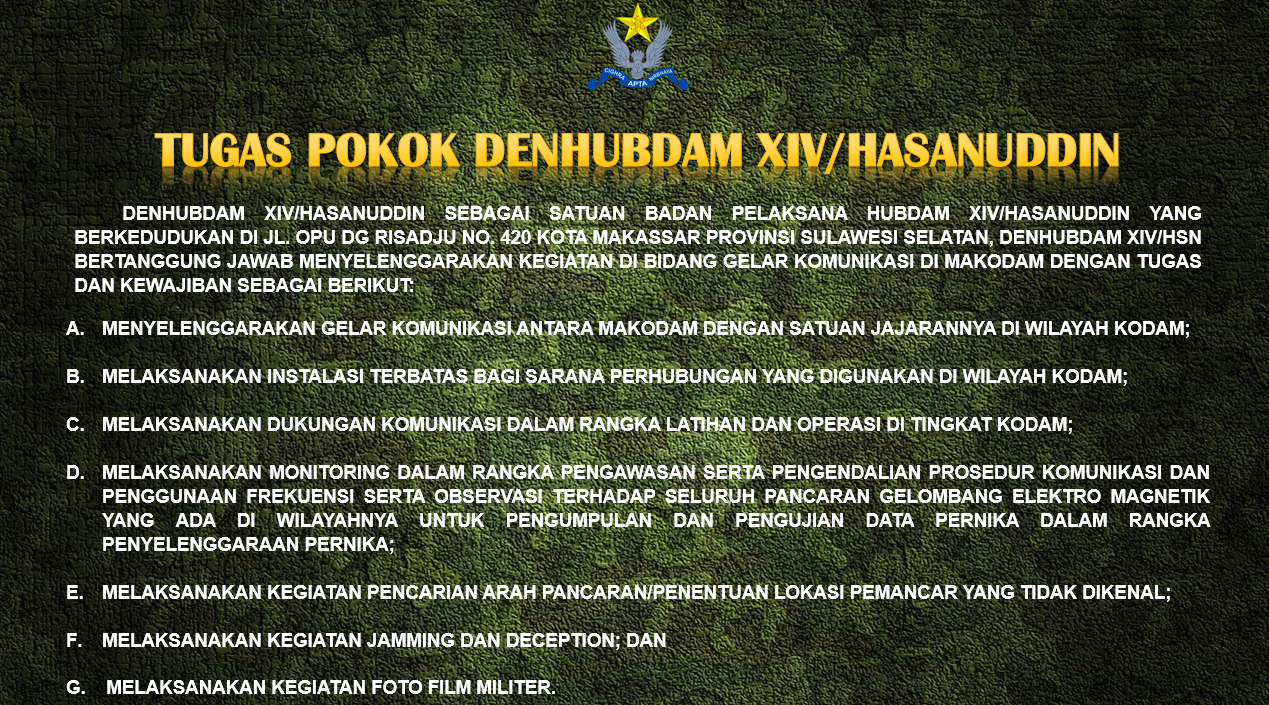 CIGHRA APTA NIRBHAYA
TUGAS POKOK DENHUBDAM XIV/HASANUDDIN
DENHUBDAM XIV/HASANUDDIN SEBAGAI SATUAN BADAN PELAKSANA HUBDAM XIV/HASANUDDIN YANG
BERKEDUDUKAN DI JL. OPU DG RISADJU NO. 420 KOTA MAKASSAR PROVINSI SULAWESI SELATAN, DENHUBDAM XIV/HSN
BERTANGGUNG JAWAB MENYELENGGARAKAN KEGIATAN DI BIDANG GELAR KOMUNIKASI DI MAKODAM DENGAN TUGAS
DAN KEWAJIBAN SEBAGAI BERIKUT:
A. MENYELENGGARAKAN GELAR KOMUNIKASI ANTARA MAKODAM DENGAN SATUAN JAJARANNYA DI WILAYAH KODAM;
B. MELAKSANAKAN INSTALASI TERBATAS BAGI SARANA PERHUBUNGAN YANG DIGUNAKAN DI WILAYAH KODAM;
C. MELAKSANAKAN DUKUNGAN KOMUNIKASI DALAM RANGKA LATIHAN DAN OPERASI DI TINGKAT KODAM;
D. MELAKSANAKAN MONITORING DALAM RANGKA PENGAWASAN SERTA PENGENDALIAN PROSEDUR KOMUNIKASI DAN
PENGGUNAAN FREKUENSI SERTA OBSERVASI TERHADAP SELURUH PANCARAN GELOMBANG ELEKTRO MAGNETIK
YANG ADA DI WILAYAHNYA UNTUK PENGUMPULAN DAN PENGUJIAN DATA PERNIKA DALAM RANGKA
PENYELENGGARAAN PERNIKA;
E. MELAKSANAKAN KEGIATAN PENCARIAN ARAH PANCARAN/PENENTUAN LOKASI PEMANCAR YANG TIDAK DIKENAL;
F. MELAKSANAKAN KEGIATAN JAMMING DAN DECEPTION; DAN
G. MELAKSANAKAN KEGIATAN FOTO FILM MILITER.